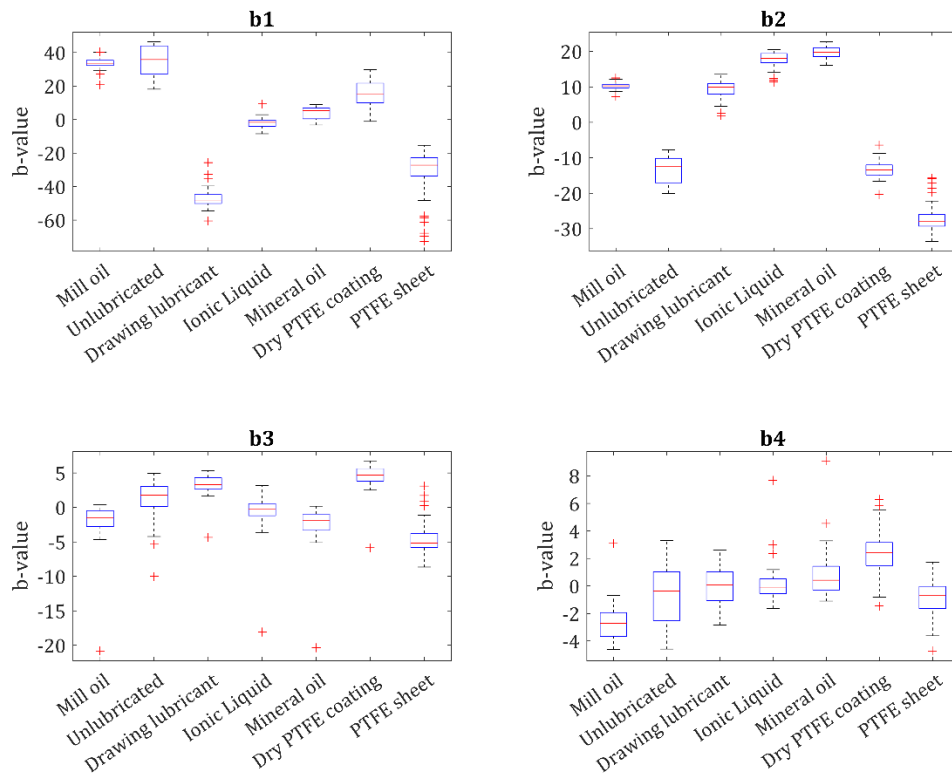 b1
b-value
40
20
0
-20
-40
-60
Mill oil
Unlubricated
Drawing lubricant
Ionic Liquid
Mineral oil
Dry PTFE coating
PTFE sheet
b2
b-value
20
10
0
-10
-20
-30
Mill oil
Unlubricated
Drawing lubricant
Ionic Liquid
Mineral oil
Dry PTFE coating
PTFE sheet
b3
b-value
5
0
-5
-10
-15
-20
Mill oil
Unlubricated
Drawing lubricant
Ionic Liquid
Mineral oil
Dry PTFE coating
PTFE sheet
b4
b-value
8
6
4
2
0
-2
-4
Mill oil
Unlubricated
Drawing lubricant
Ionic Liquid
Mineral oil
Dry PTFE coating
PTFE sheet